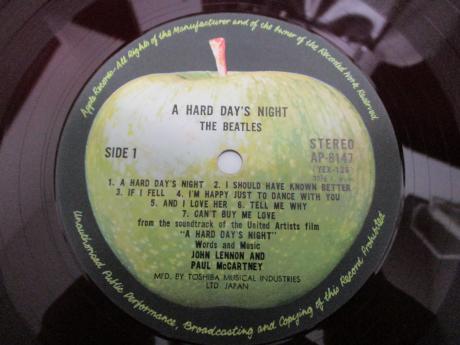 Apple Records—All Rights of the Manufacturer and of the Owner of the Recorded Work Reserved
A HARD DAY'S NIGHT
THE BEATLES
SIDE 1
STEREO
AP-8147
(YEX-126
1. A HARD DAY'S NIGHT 2. I SHOULD HAVE KNOWN BETTER
3. IF I FELL 4. I'M HAPPY JUST TO DANCE WITH YOU
5. AND I LOVE HER 6. TELL ME WHY
7. CAN'T BUY ME LOVE
from the soundtrack of the United Artists film
"A HARD DAY'S NIGHT"
Words and Music
JOHN LENNON AND
PAUL McCARTNEY
MFD. BY TOSHIBA MUSICAL INDUSTRIES
LTD. JAPAN
Unauthorised Public Performance, Broadcasting and Copying of this Record Prohibited